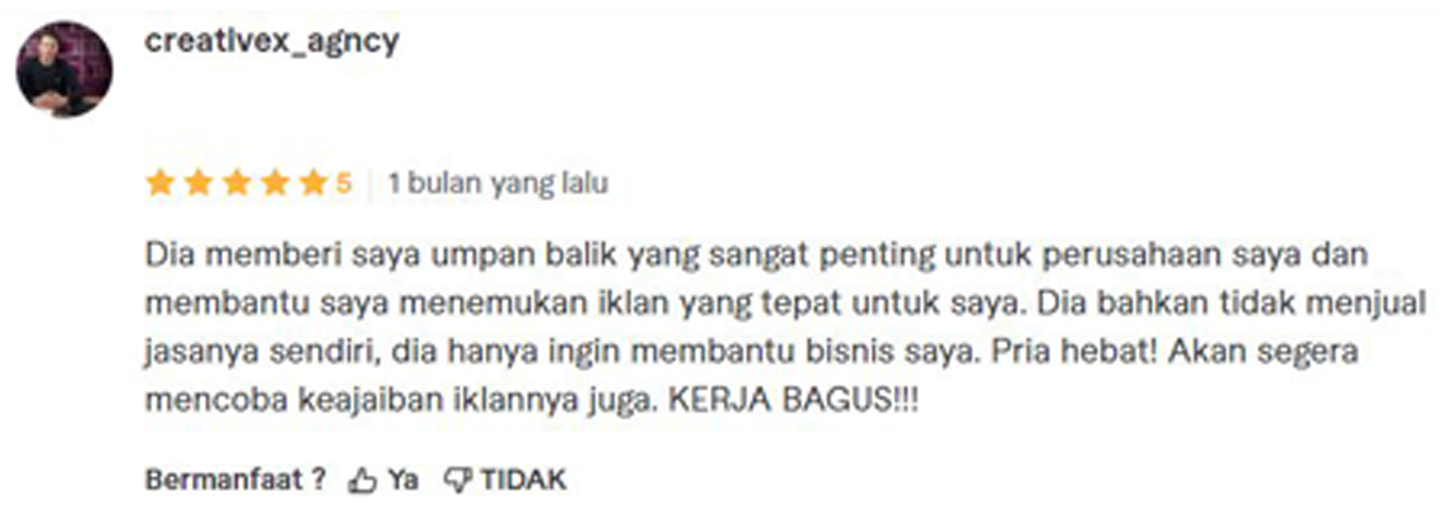 creativex_agncy
5 1 bulan yang lalu
Dia memberi saya umpan balik yang sangat penting untuk perusahaan saya dan
membantu saya menemukan iklan yang tepat untuk saya. Dia bahkan tidak menjual
jasanya sendiri, dia hanya ingin membantu bisnis saya. Pria hebat! Akan segera
mencoba keajaiban iklannya juga. KERJA BAGUS!!!
Bermanfaat ? Ya TIDAK